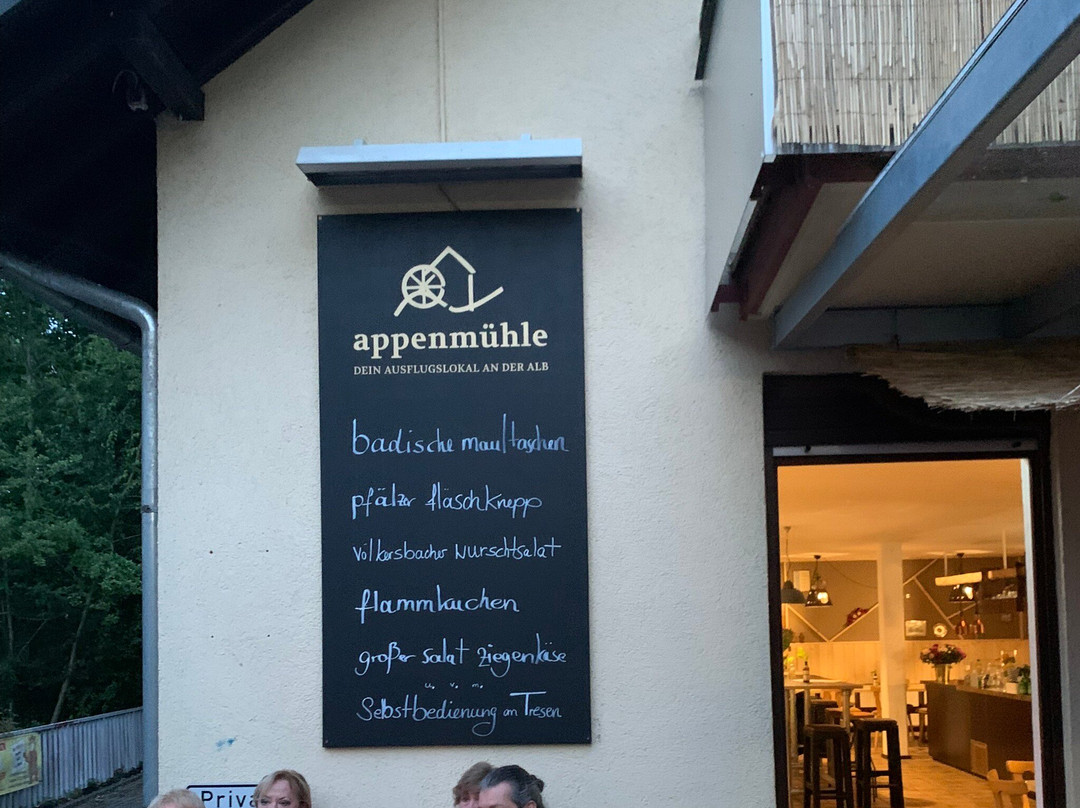 appenmühle
DEIN AUSFLUGSLOKAL AN DER ALB
badische maultaschen
pfälzer fläschknepp
völkersbacher wurschtsalat
flammkuchen
großer salat ziegenkäse
u. v. m.
Selbstbedienung am Tresen
Priva